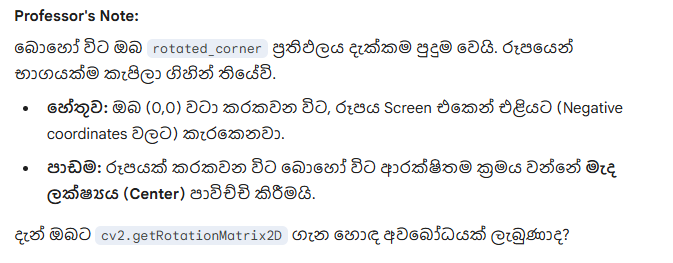 Professor's Note:
බොහෝ විට ඔබ rotated_corner ප්‍රතිඵලය දැක්කම පුදුම වෙයි. රූපයෙන්
භාගයක්ම කැපිලා ගිහින් තියේවි.
• හේතුව: ඔබ (0,0) වටා කරකවන විට, රූපය Screen එකෙන් එළියට (Negative
coordinates වලට) කැරකෙනවා.
• පාඩම: රූපයක් කරකවන විට බොහෝ විට ආරක්ෂිතම ක්‍රමය වන්නේ මැද
ලක්ෂ්‍යය (Center) පාවිච්චි කිරීමයි.
දැන් ඔබට cv2.getRotationMatrix2D ගැන හොඳ අවබෝධයක් ලැබුණාද?